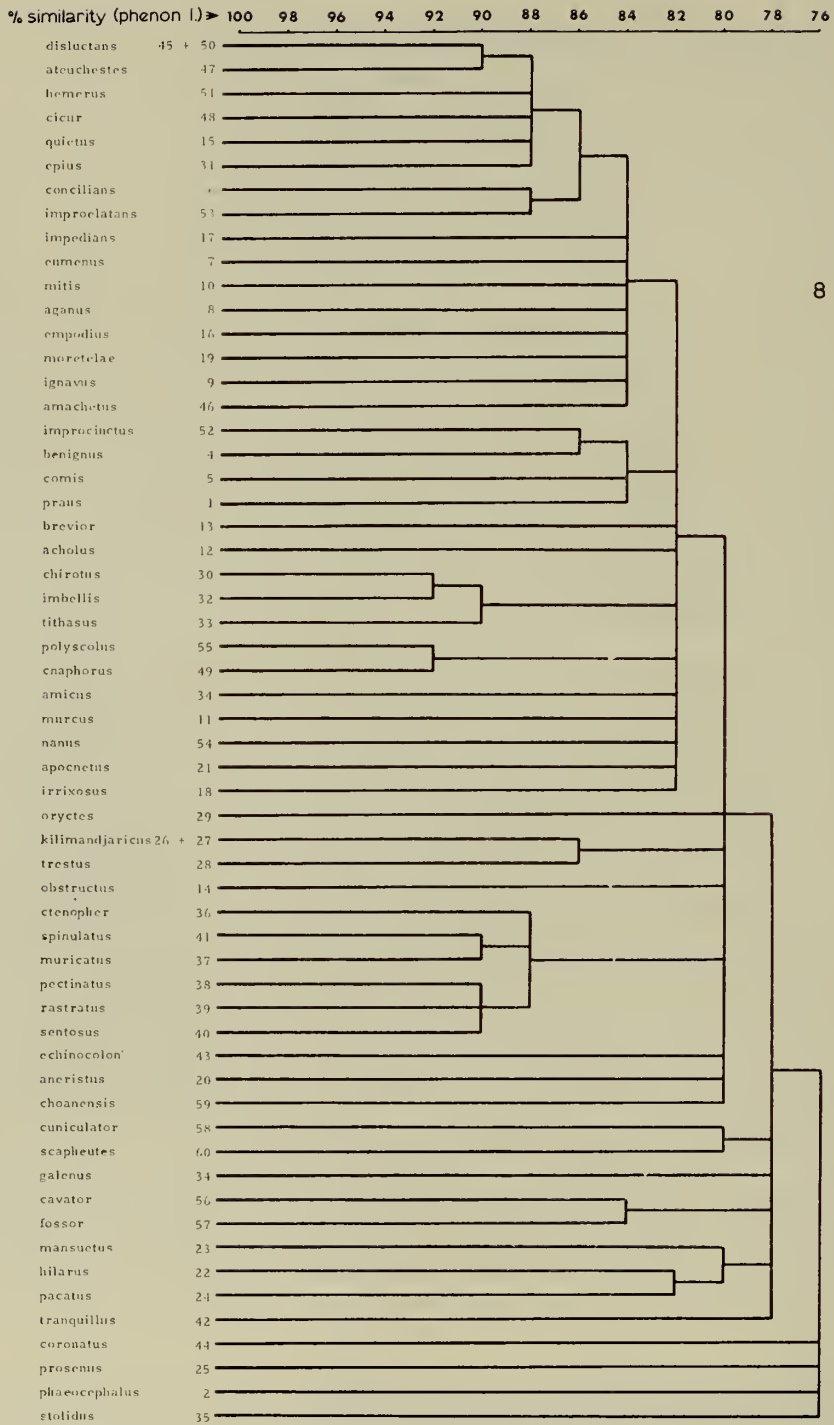 % similarity (phenon l.) ➤ 100 98 96 94 92 90 88 86 84 82 80 78 76
disluctans 45 + 50
ateuchestes 47
hemerus 51
cicur 48
quietus 15
epius 31
concilians
improelatans 53
impedians 17
eumenus 7
mitis 10
8
aganus 8
empodius 16
moretelae 19
ignavus 9
amachetus 46
improcinctus 52
benignus 4
comis 5
praus 1
brevior 13
acholus 12
chirotus 30
imbellis 32
tithasus 33
polyscolus 55
cnaphorus 49
amicus 34
murcus 11
nanus 54
apocnetus 21
irrixosus 18
oryctes 29
kilimandjaricus 26 + 27
trestus 28
obstructus 14
ctenopher 36
spinulatus 41
muricatus 37
pectinatus 38
rastratus 39
sentosus 40
echinocolon 43
aneristus 20
choanensis 59
cuniculator 58
scapheutes 60
galenus 34
cavator 56
fossor 57
mansuetus 23
hilarus 22
pacatus 24
tranquillus 42
coronatus 44
prosenus 25
phaeocephalus 2
stolidus 35